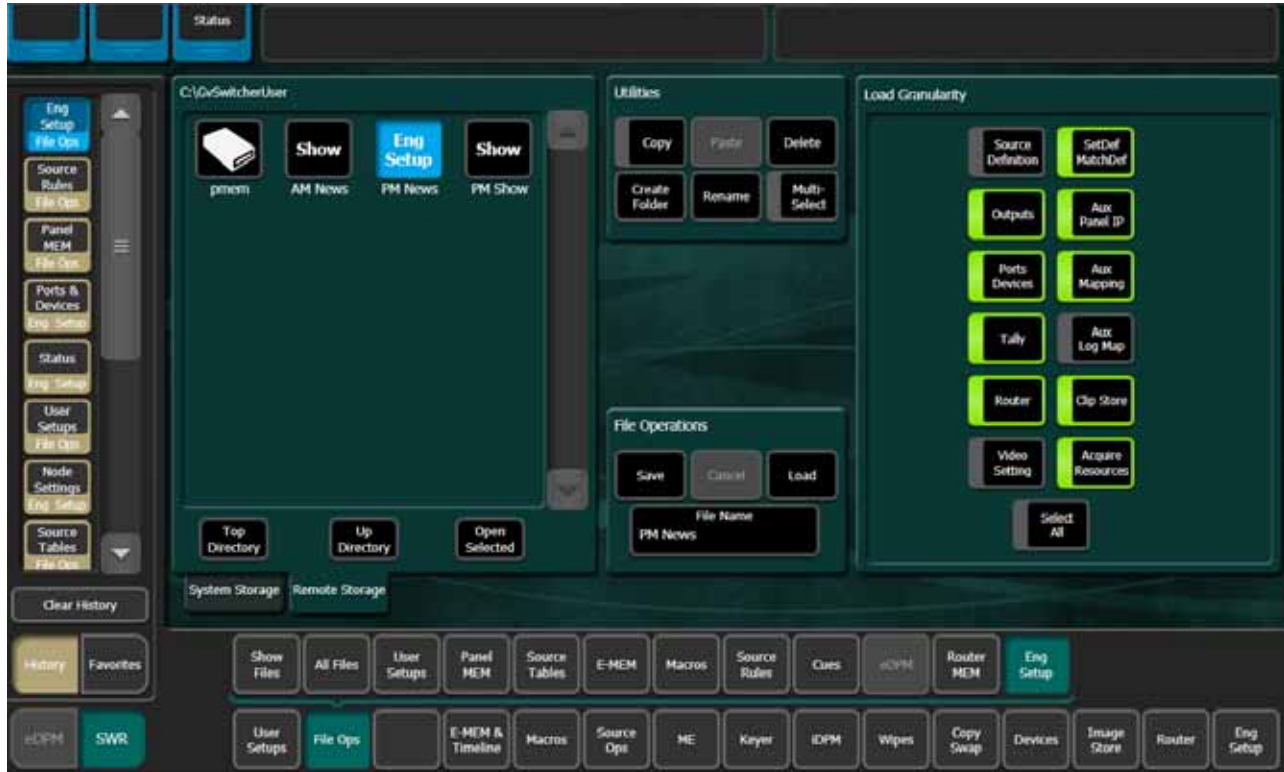 Status
C:\GvSwitcherUser
Utilities
Load Granularity
Eng
Setup
File Ops
Source
Rules
File Ops
Panel
MEM
File Ops
Ports &
Devices
Eng Setup
Status
Eng Setup
User
Setups
File Ops
Node
Settings
Eng Setup
Source
Tables
File Ops
Clear History
History
Favorites
eDPM
SWR
pmem
Show
AM News
Eng
Setup
PM News
Show
PM Show
Top
Directory
Up
Directory
Open
Selected
System Storage
Remote Storage
Copy
Paste
Delete
Create
Folder
Rename
Multi-
Select
File Operations
Save
Cancel
Load
File Name
PM News
Source
Definition
SetDef
MatchDef
Outputs
Aux
Panel IP
Ports
Devices
Aux
Mapping
Tally
Aux
Log Map
Router
Clip Store
Video
Setting
Acquire
Resources
Select
All
Show
Files
All Files
User
Setups
Panel
MEM
Source
Tables
E-MEM
Macros
Source
Rules
Cues
eDPM
Router
MEM
Eng
Setup
User
Setups
File Ops
E-MEM &
Timeline
Macros
Source
Ops
ME
Keyer
iDPM
Wipes
Copy
Swap
Devices
Image
Store
Router
Eng
Setup